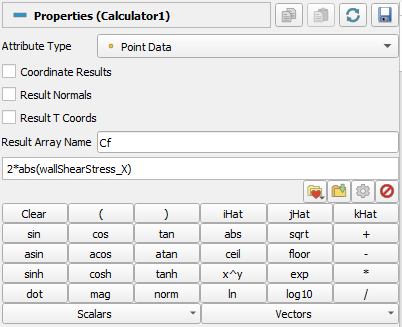 Properties (Calculator1)
Attribute Type Point Data
Coordinate Results
Result Normals
Result T Coords
Result Array Name Cf
2*abs(wallShearStress_X)
Clear ( ) iHat jHat kHat
sin cos tan abs sqrt +
asin acos atan ceil floor -
sinh cosh tanh x^y exp *
dot mag norm ln log10 /
Scalars Vectors